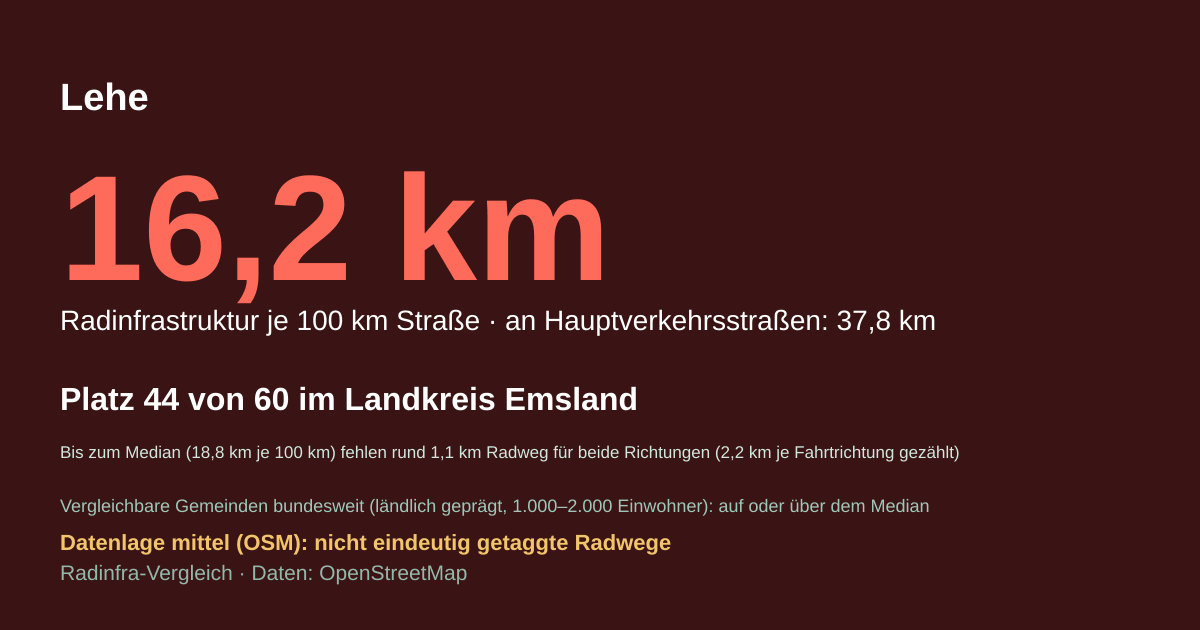 Lehe
16,2 km
Radinfrastruktur je 100 km Straße · an Hauptverkehrsstraßen: 37,8 km
Platz 44 von 60 im Landkreis Emsland
Bis zum Median (18,8 km je 100 km) fehlen rund 1,1 km Radweg für beide Richtungen (2,2 km je Fahrtrichtung gezählt)
Vergleichbare Gemeinden bundesweit (ländlich geprägt, 1.000–2.000 Einwohner): auf oder über dem Median
Datenlage mittel (OSM): nicht eindeutig getaggte Radwege
Radinfra-Vergleich · Daten: OpenStreetMap